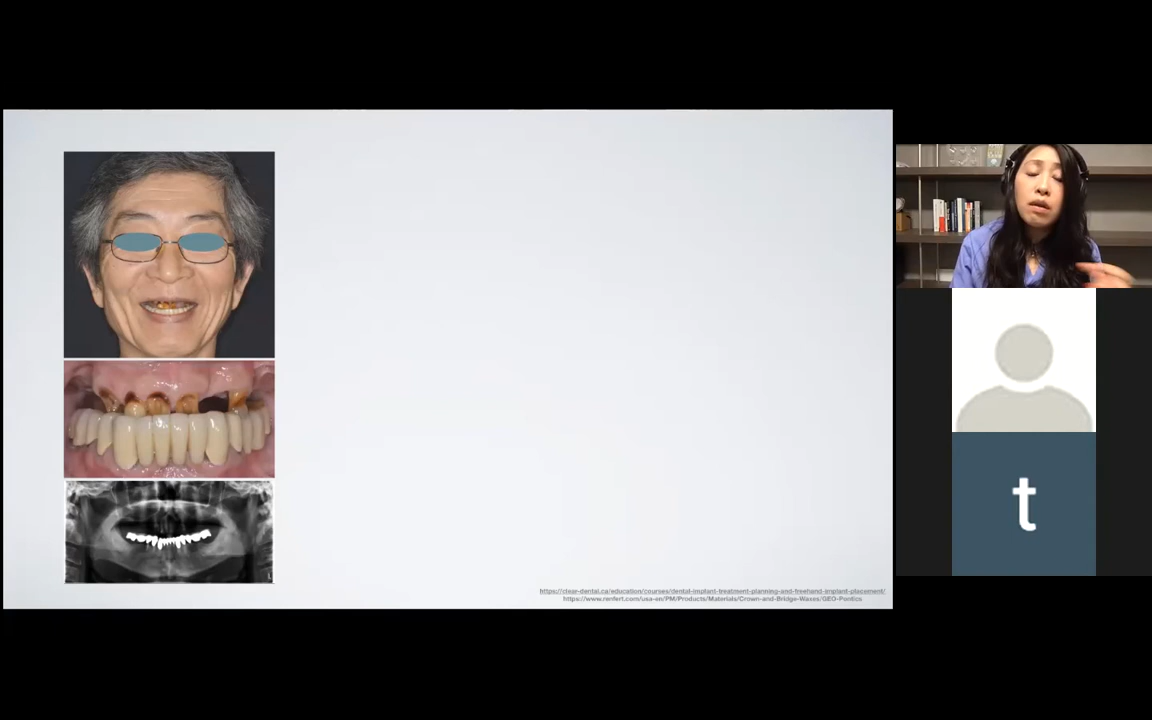 https://clear-dental.ca/education/courses/dental-implant-treatment-planning-and-freehand-implant-placement/
https://www.renfert.com/usa-en/PM/Products/Materials/Crown-and-Bridge-Waxes/GEO-Pontics
t